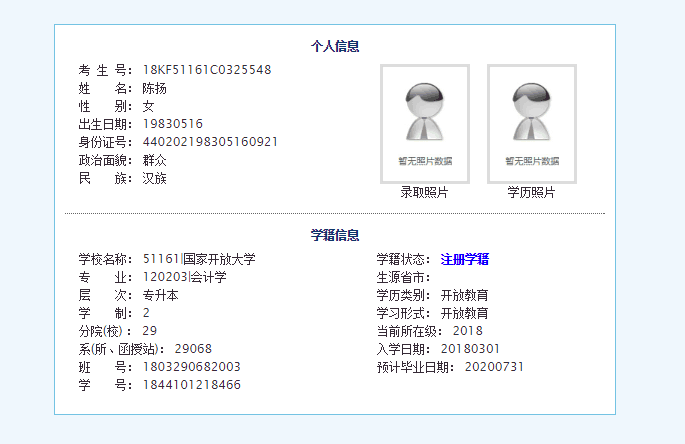 个人信息
考 生 号: 18KF51161C0325548
姓 名: 陈扬
性 别: 女
出生日期: 19830516
身份证号: 440202198305160921
政治面貌: 群众
民 族: 汉族
暂无照片数据 暂无照片数据
录取照片 学历照片
学籍信息
学校名称: 51161|国家开放大学 学籍状态: 注册学籍
专 业: 120203|会计学 生源省市:
层 次: 专升本 学历类别: 开放教育
学 制: 2 学习形式: 开放教育
分院(校) : 29 当前所在级: 2018
系(所、函授站): 29068 入学日期: 20180301
班 号: 1803290682003 预计毕业日期: 20200731
学 号: 1844101218466